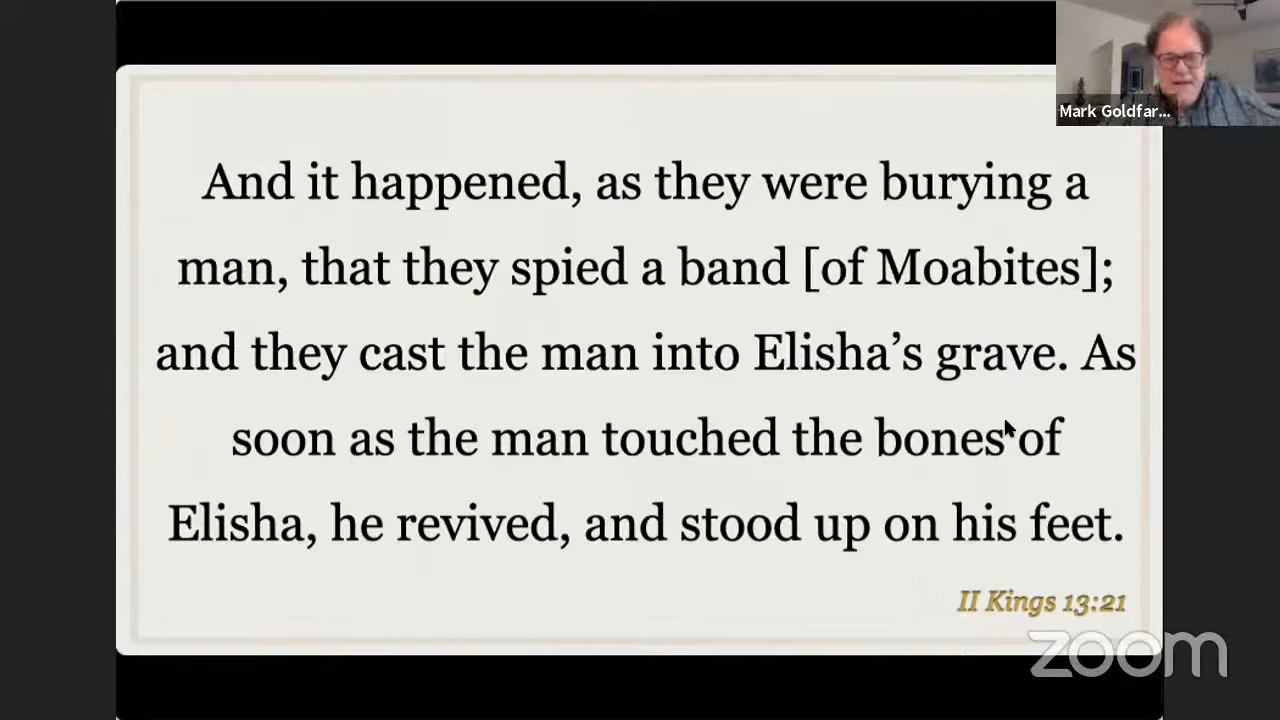 Mark Goldfar...
And it happened, as they were burying a
man, that they spied a band [of Moabites];
and they cast the man into Elisha’s grave. As
soon as the man touched the bones of
Elisha, he revived, and stood up on his feet.
II Kings 13:21
zoom